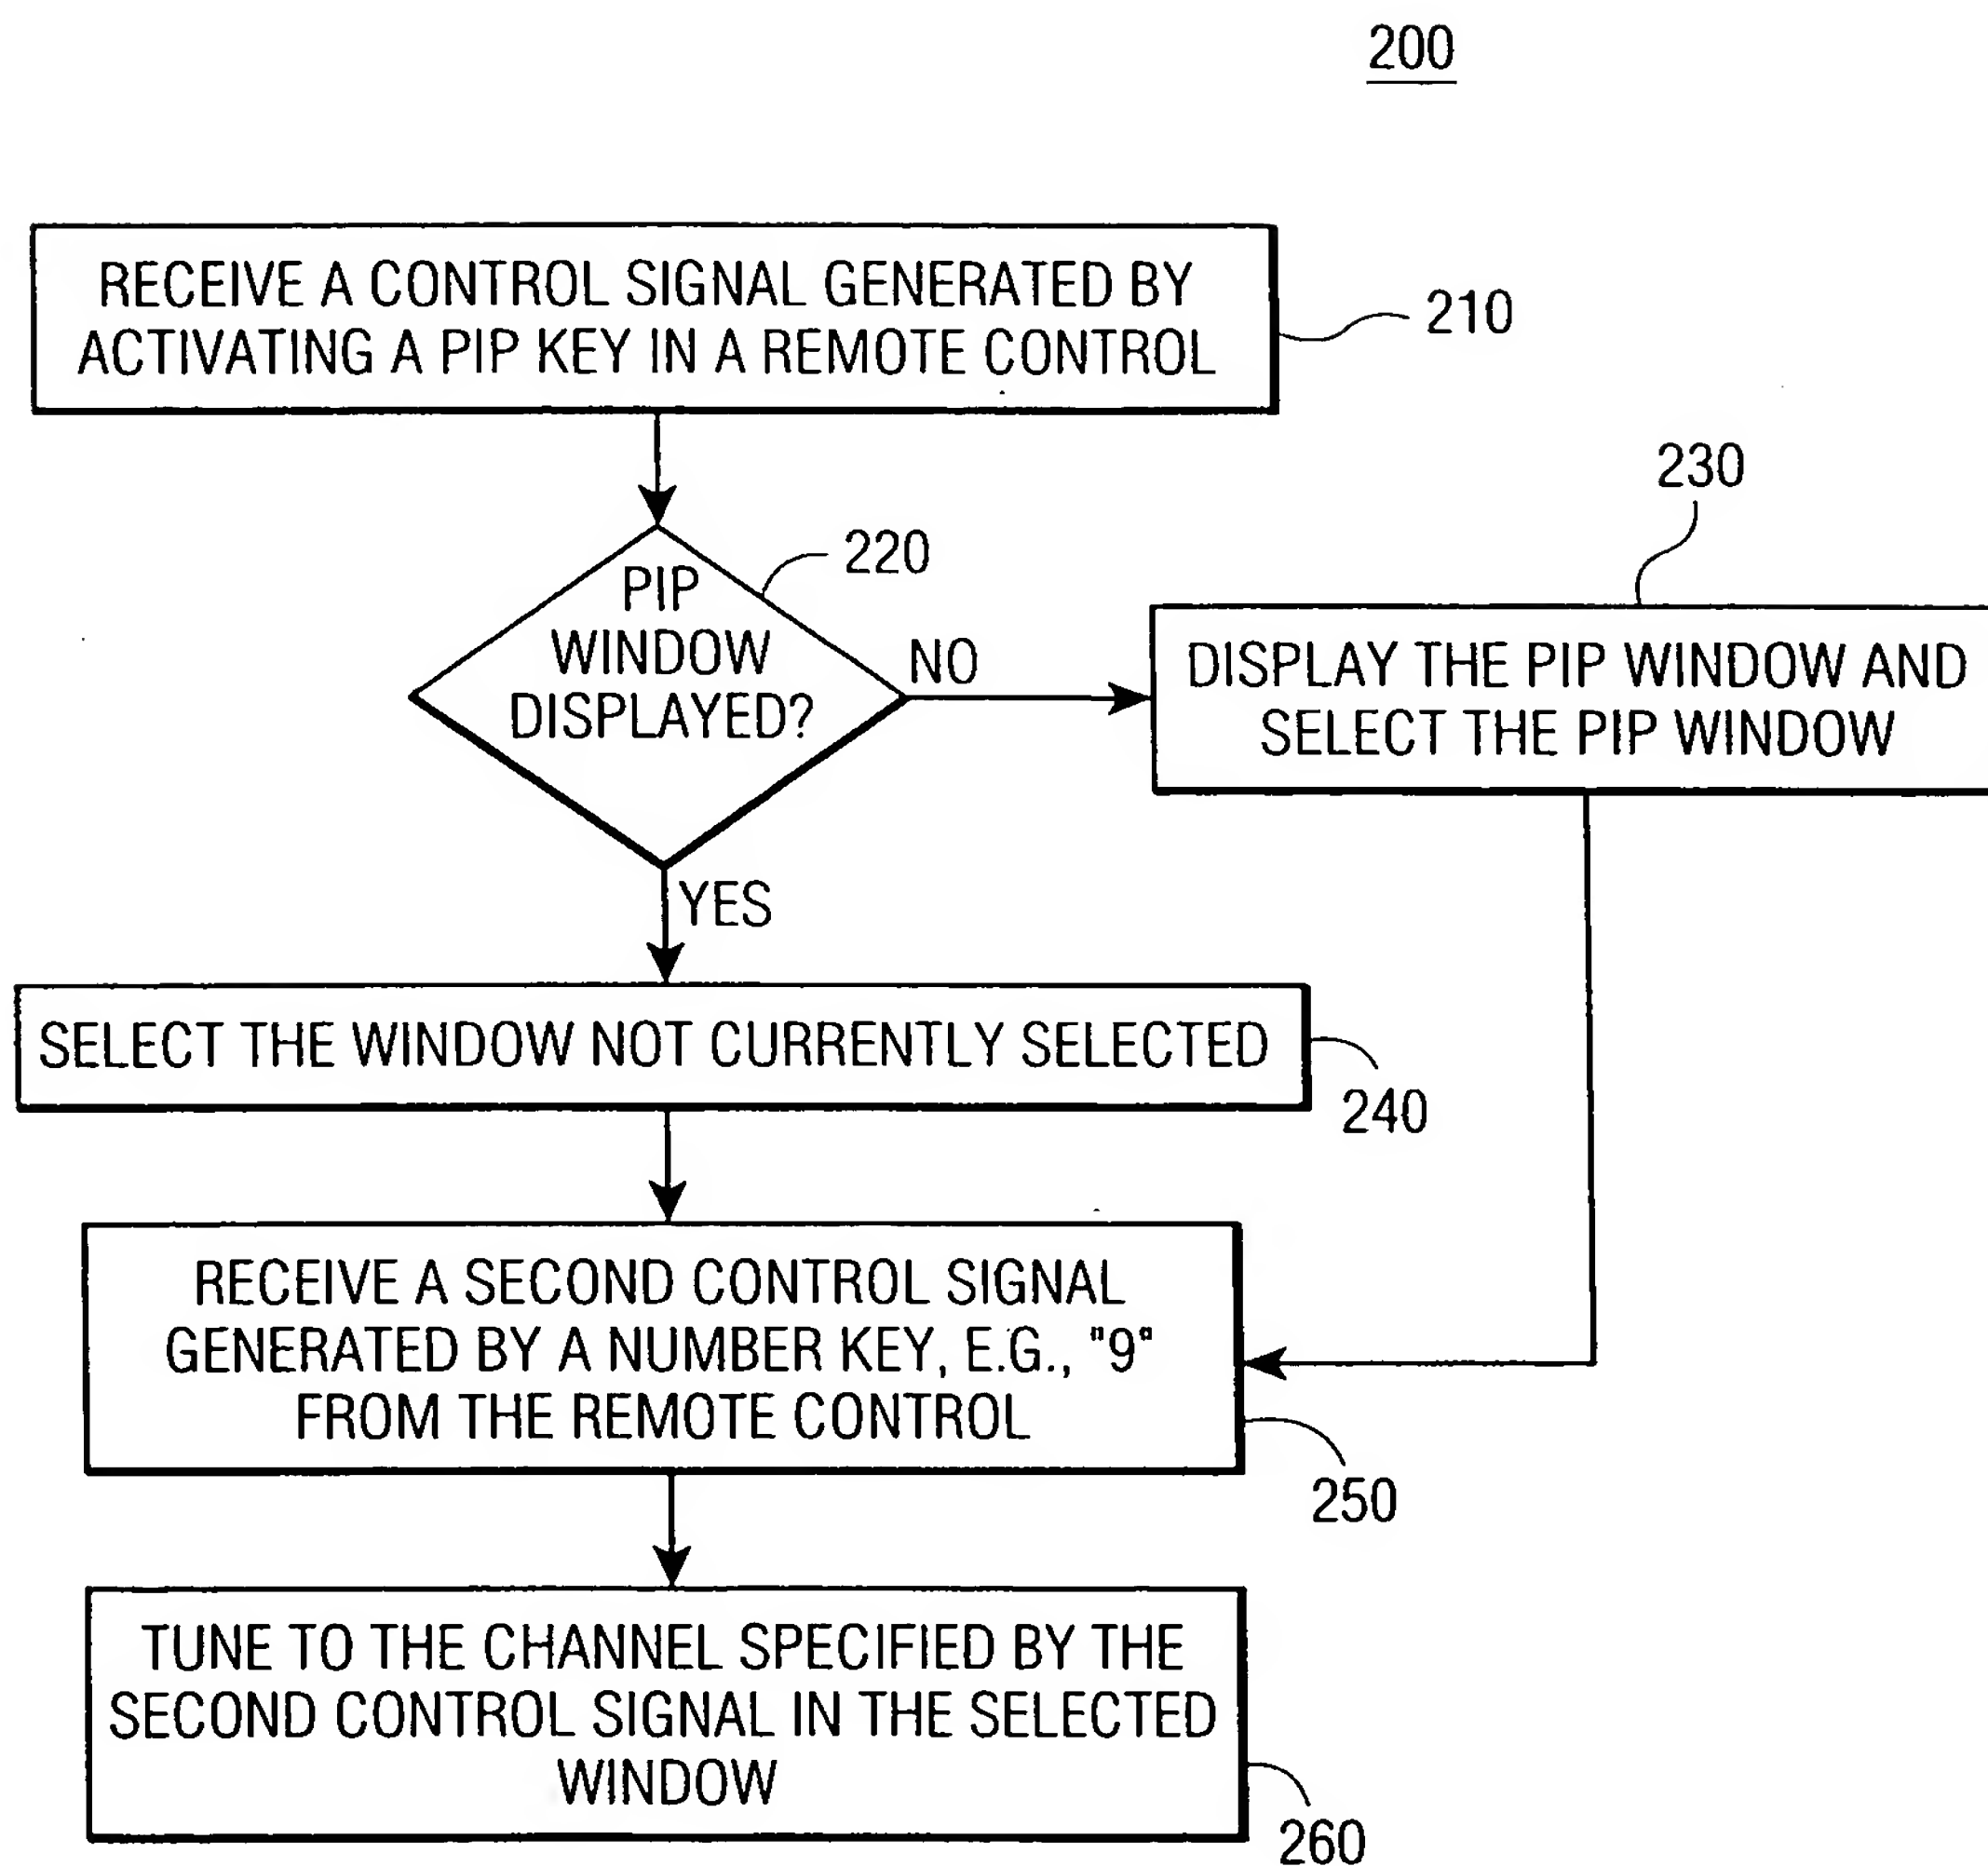 200
RECEIVE A CONTROL SIGNAL GENERATED BY
ACTIVATING A PIP KEY IN A REMOTE CONTROL
210
PIP
WINDOW
DISPLAYED?
220
NO
230
DISPLAY THE PIP WINDOW AND
SELECT THE PIP WINDOW
YES
SELECT THE WINDOW NOT CURRENTLY SELECTED
240
RECEIVE A SECOND CONTROL SIGNAL
GENERATED BY A NUMBER KEY, E.G., "9"
FROM THE REMOTE CONTROL
250
TUNE TO THE CHANNEL SPECIFIED BY THE
SECOND CONTROL SIGNAL IN THE SELECTED
WINDOW
260